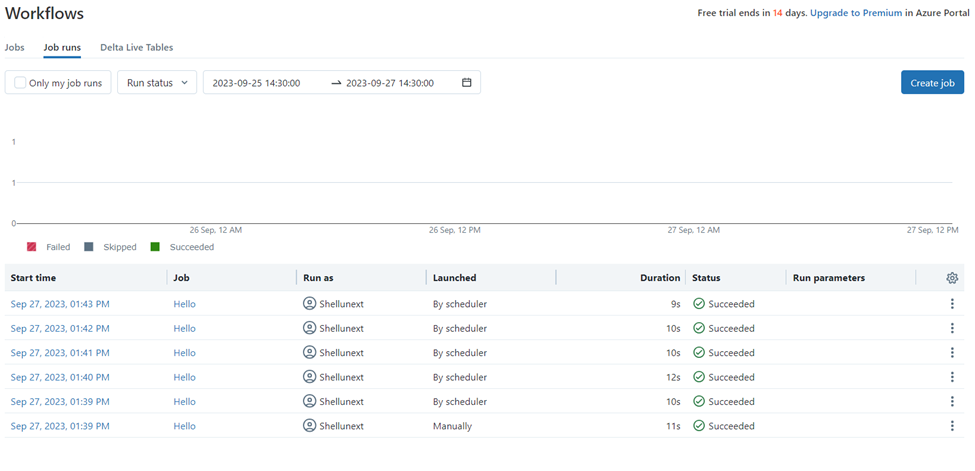 Workflows
Free trial ends in 14 days. Upgrade to Premium in Azure Portal
Jobs Job runs Delta Live Tables
Only my job runs Run status 2023-09-25 14:30:00 → 2023-09-27 14:30:00 Create job
1
1
0
26 Sep, 12 AM 26 Sep, 12 PM 27 Sep, 12 AM 27 Sep, 12 PM
Failed Skipped Succeeded
Start time Job Run as Launched Duration Status Run parameters
Sep 27, 2023, 01:43 PM Hello Shellunext By scheduler 9s Succeeded
Sep 27, 2023, 01:42 PM Hello Shellunext By scheduler 10s Succeeded
Sep 27, 2023, 01:41 PM Hello Shellunext By scheduler 10s Succeeded
Sep 27, 2023, 01:40 PM Hello Shellunext By scheduler 12s Succeeded
Sep 27, 2023, 01:39 PM Hello Shellunext By scheduler 10s Succeeded
Sep 27, 2023, 01:39 PM Hello Shellunext Manually 11s Succeeded